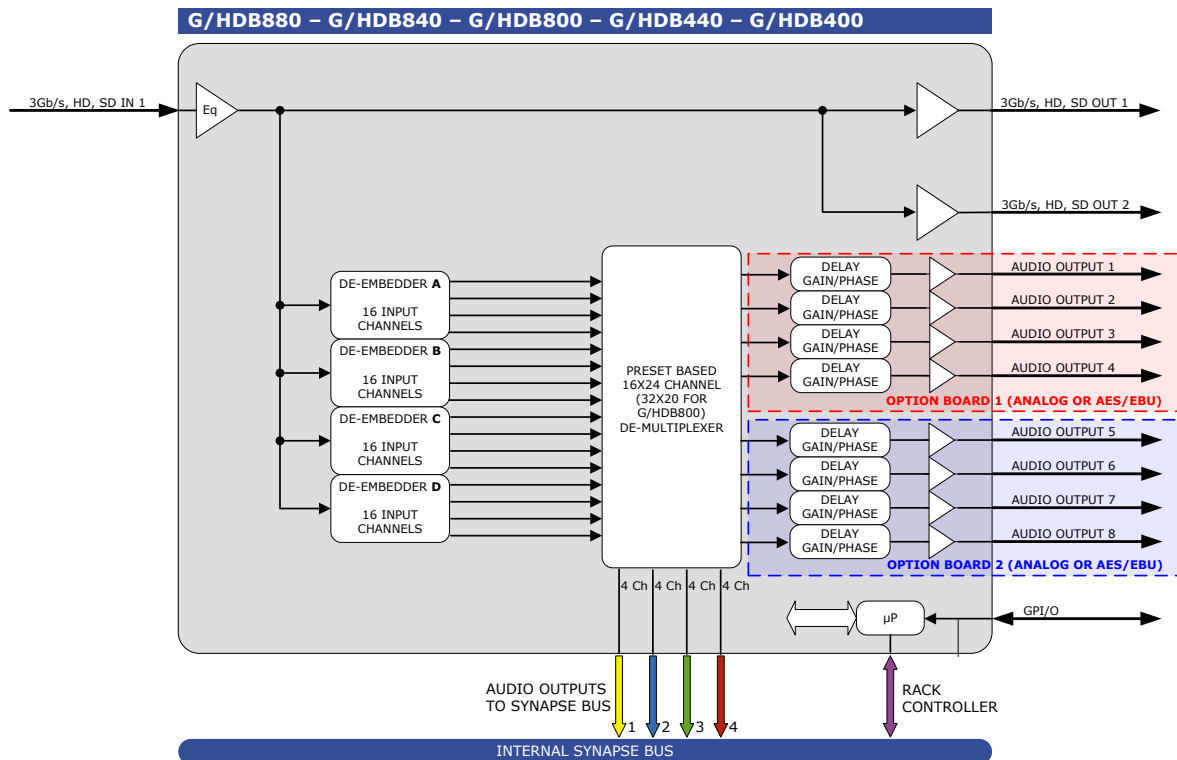 G/HDB880 – G/HDB840 – G/HDB800 – G/HDB440 – G/HDB400
3Gb/s, HD, SD IN 1
Eq
3Gb/s, HD, SD OUT 1
3Gb/s, HD, SD OUT 2
DE-EMBEDDER A
16 INPUT
CHANNELS
DE-EMBEDDER B
16 INPUT
CHANNELS
DE-EMBEDDER C
16 INPUT
CHANNELS
DE-EMBEDDER D
16 INPUT
CHANNELS
PRESET BASED
16X24 CHANNEL
(32X20 FOR
G/HDB800)
DE-MULTIPLEXER
DELAY
GAIN/PHASE
AUDIO OUTPUT 1
DELAY
GAIN/PHASE
AUDIO OUTPUT 2
DELAY
GAIN/PHASE
AUDIO OUTPUT 3
DELAY
GAIN/PHASE
AUDIO OUTPUT 4
OPTION BOARD 1 (ANALOG OR AES/EBU)
DELAY
GAIN/PHASE
AUDIO OUTPUT 5
DELAY
GAIN/PHASE
AUDIO OUTPUT 6
DELAY
GAIN/PHASE
AUDIO OUTPUT 7
DELAY
GAIN/PHASE
AUDIO OUTPUT 8
OPTION BOARD 2 (ANALOG OR AES/EBU)
4 Ch 4 Ch 4 Ch 4 Ch
µP
GPI/O
AUDIO OUTPUTS
TO SYNAPSE BUS
1 2 3 4
RACK
CONTROLLER
INTERNAL SYNAPSE BUS